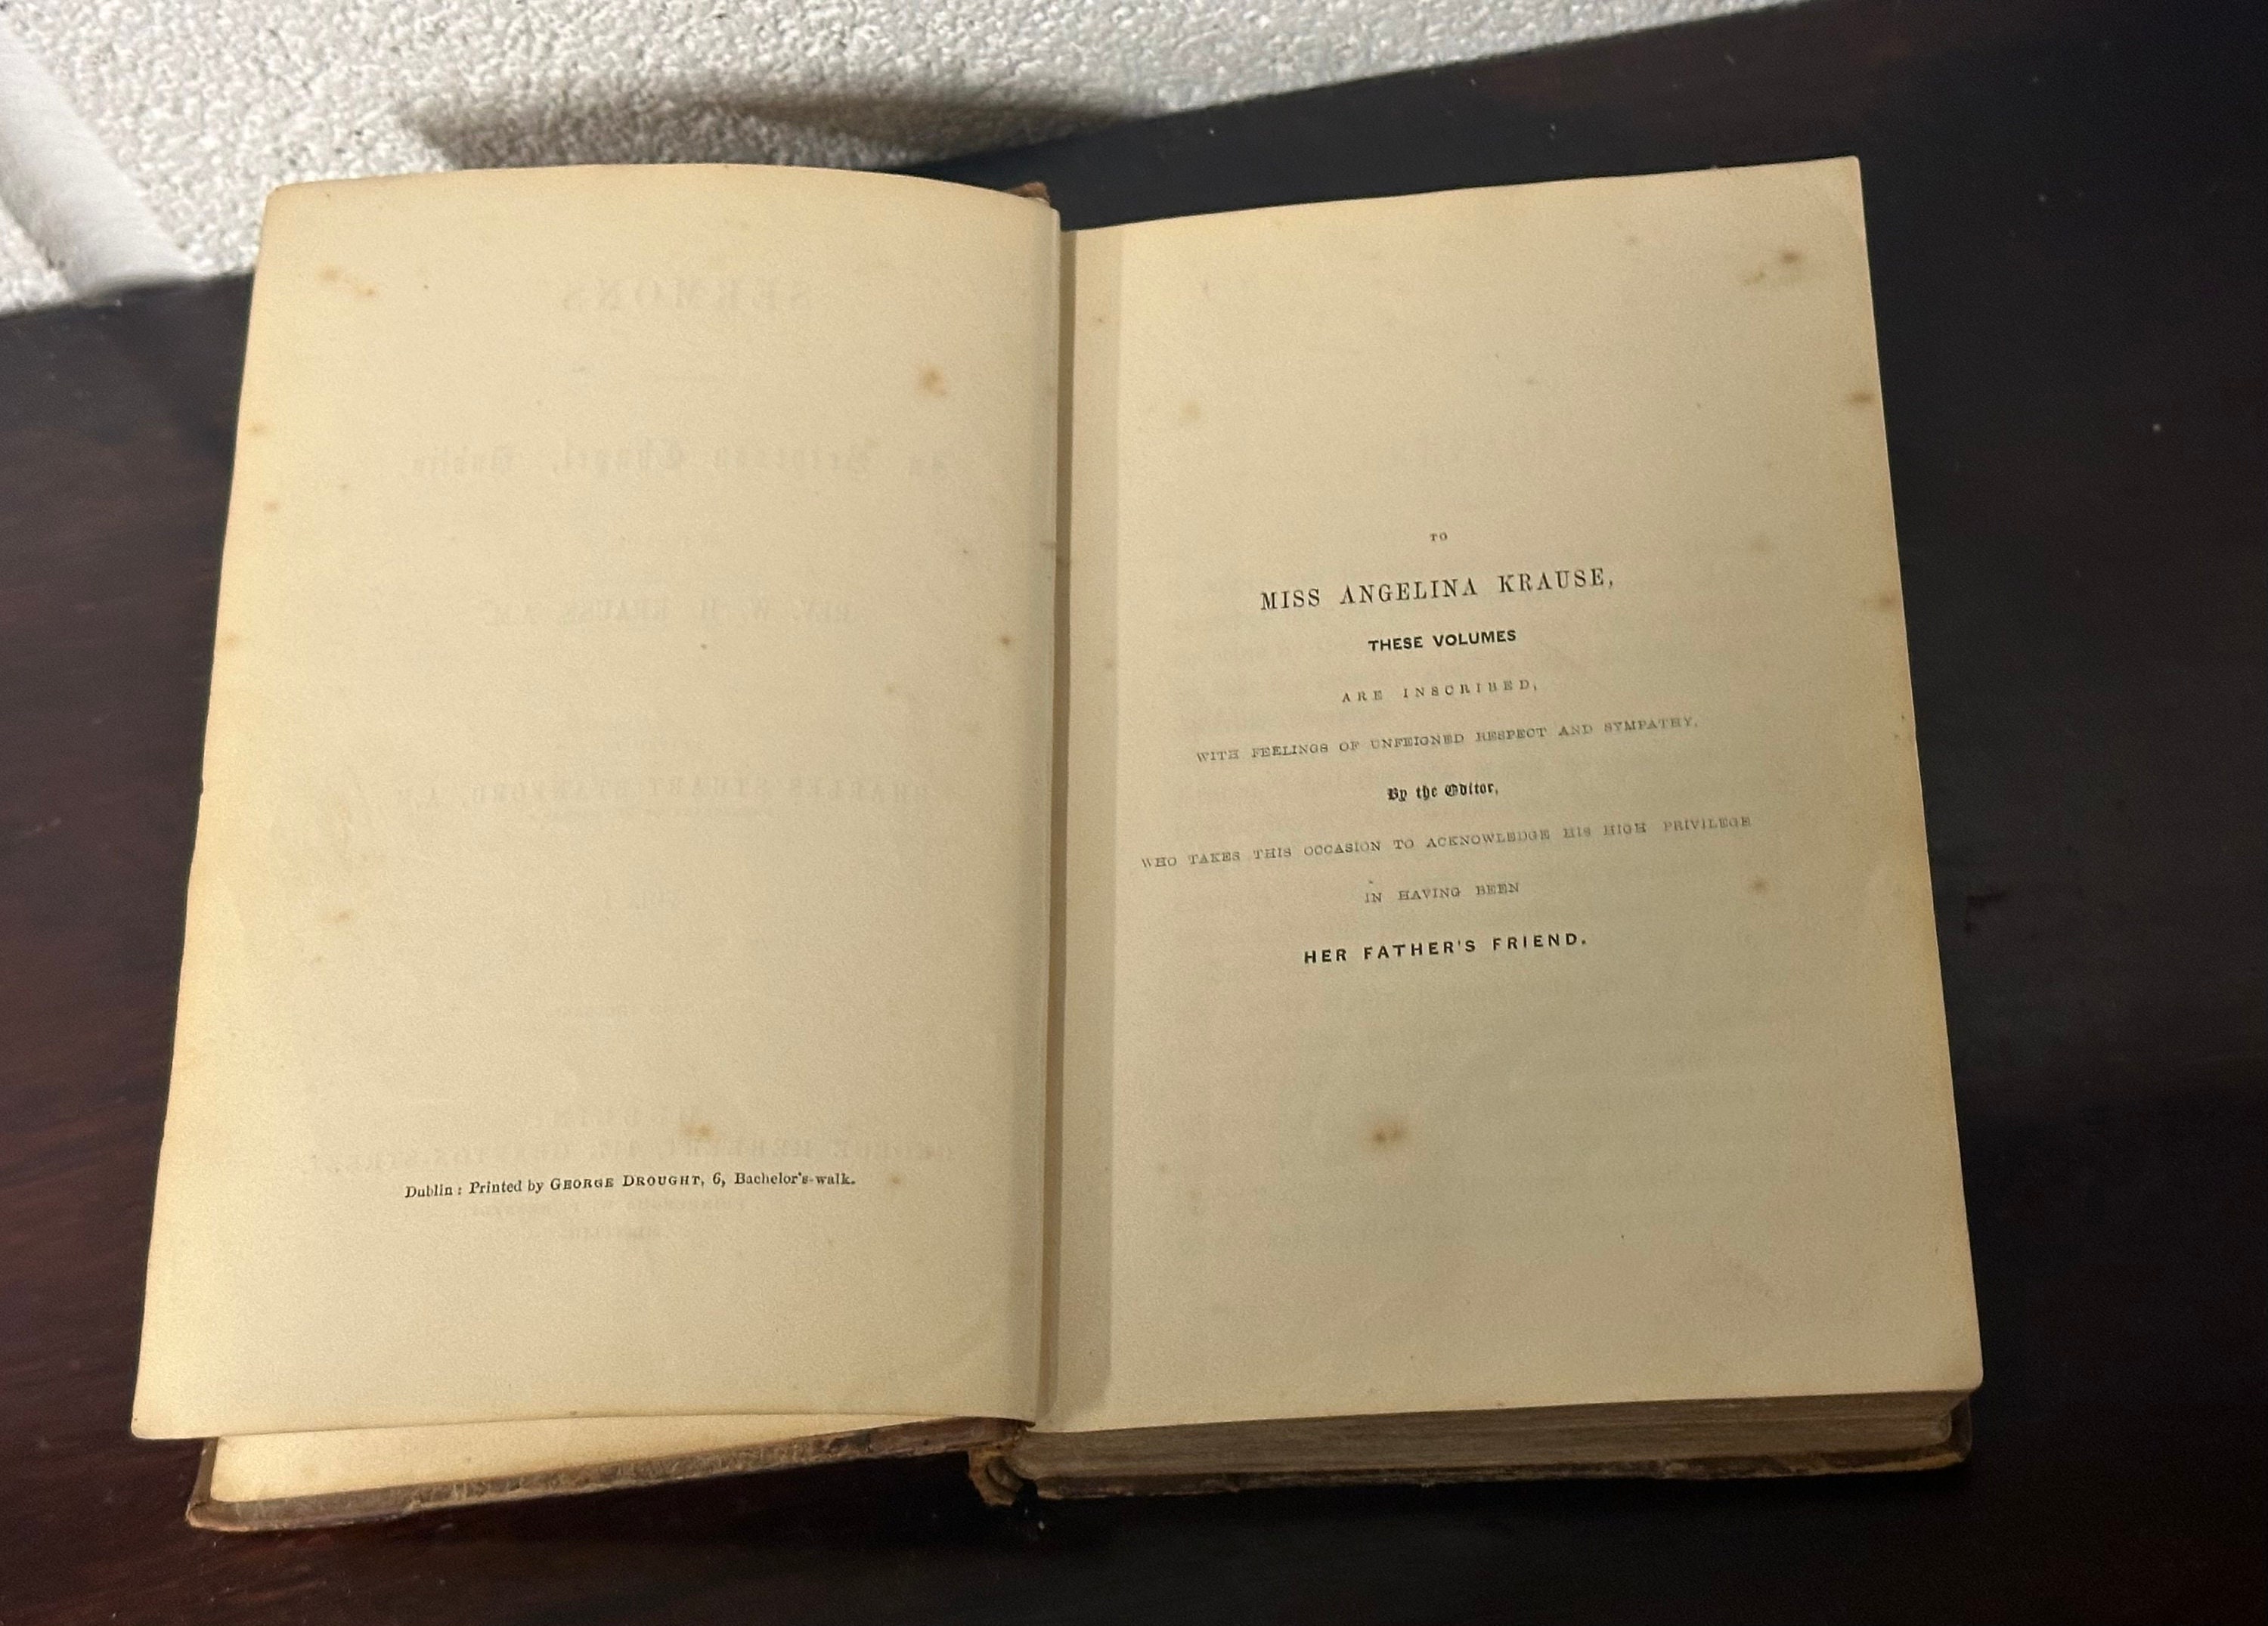 Dublin : Printed by GEORGE DROUGHT, 6, Bachelor's-walk.
TO
MISS ANGELINA KRAUSE,
THESE VOLUMES
ARE INSCRIBED,
WITH FEELINGS OF UNFEIGNED RESPECT AND SYMPATHY,
By the Editor,
WHO TAKES THIS OCCASION TO ACKNOWLEDGE HIS HIGH PRIVILEGE
IN HAVING BEEN
HER FATHER'S FRIEND.